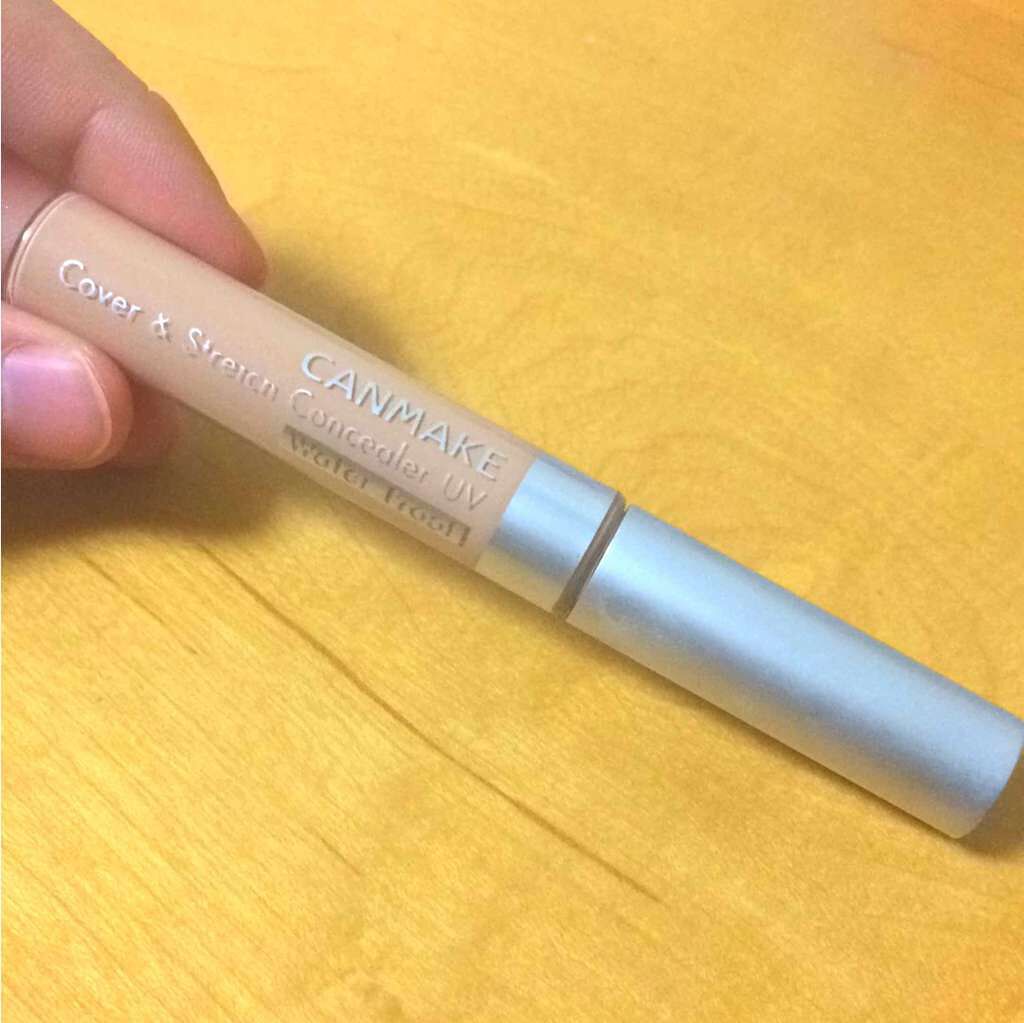 CANMAKE
Cover & Stretch Concealer UV
Water Proof!